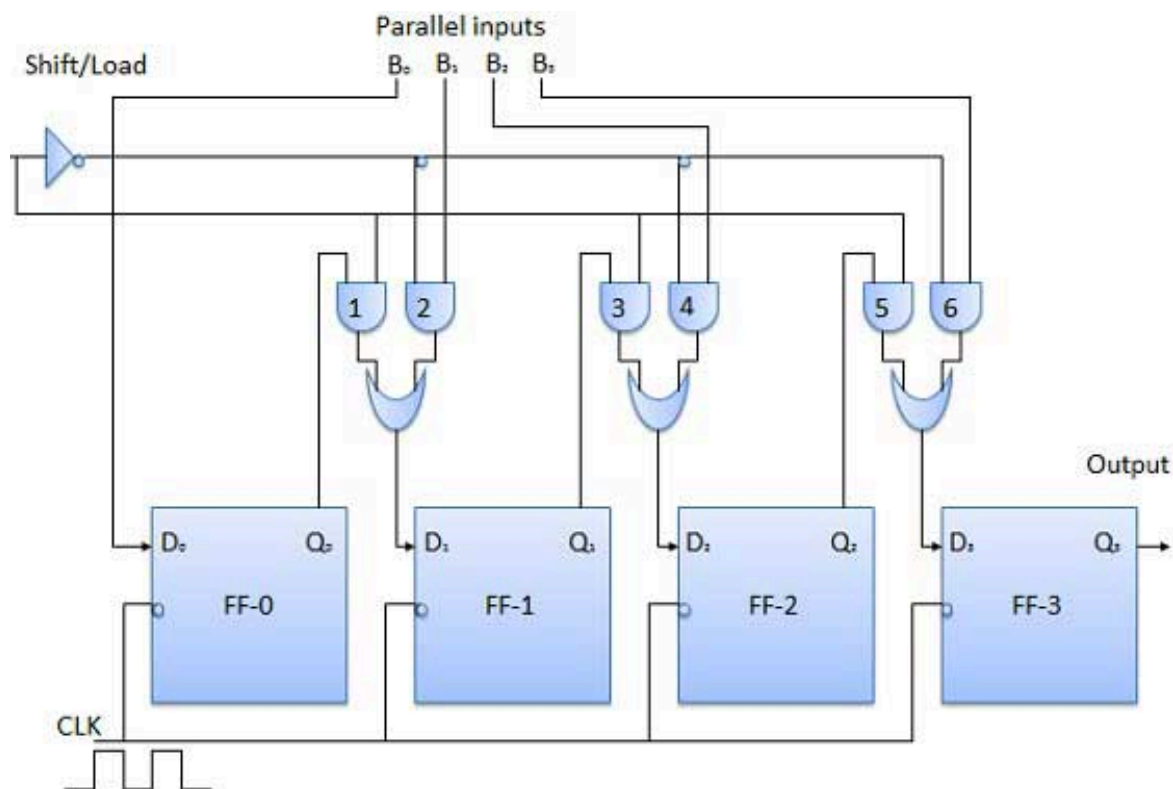 Parallel inputs
Shift/Load
B₀ B₁ B₂ B₃
1 2 3 4 5 6
Output
D₀ Q₀ D₁ Q₁ D₂ Q₂ D₃ Q₃
FF-0 FF-1 FF-2 FF-3
CLK